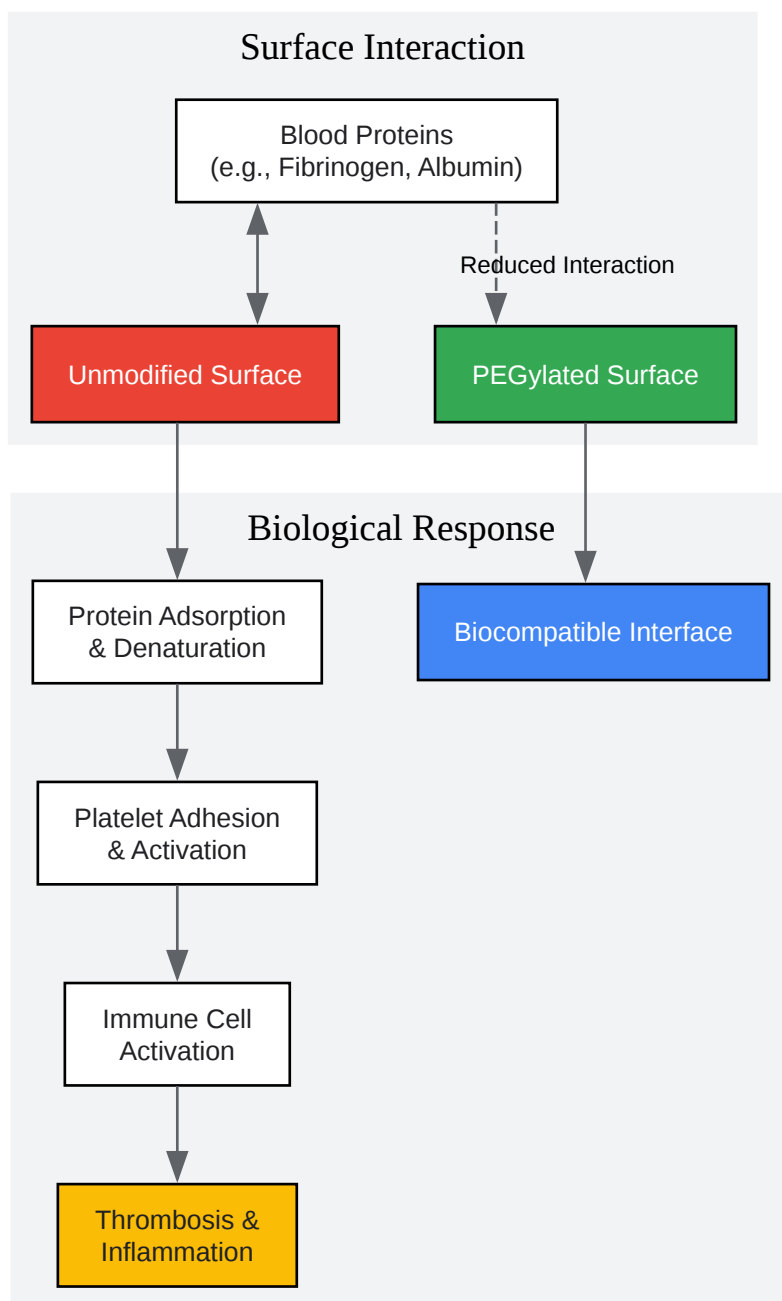 Surface Interaction
Blood Proteins
(e.g., Fibrinogen, Albumin)
Reduced Interaction
Unmodified Surface
PEGylated Surface
Biological Response
Protein Adsorption
& Denaturation
Biocompatible Interface
Platelet Adhesion
& Activation
Immune Cell
Activation
Thrombosis &
Inflammation